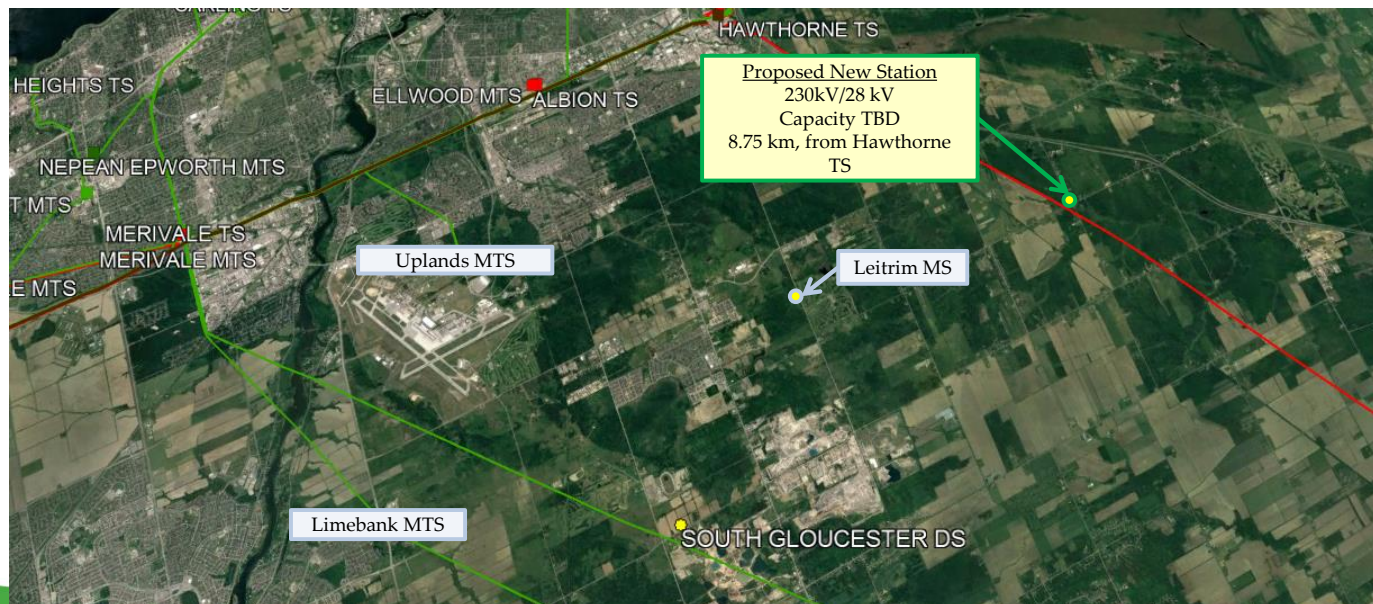 CARLING TS
HAWTHORNE TS
Proposed New Station
230kV/28 kV
Capacity TBD
8.75 km, from Hawthorne
TS
HEIGHTS TS
ELLWOOD MTS
ALBION TS
NEPEAN EPWORTH MTS
T MTS
MERIVALE TS
MERIVALE MTS
E MTS
Uplands MTS
Leitrim MS
Limebank MTS
SOUTH GLOUCESTER DS